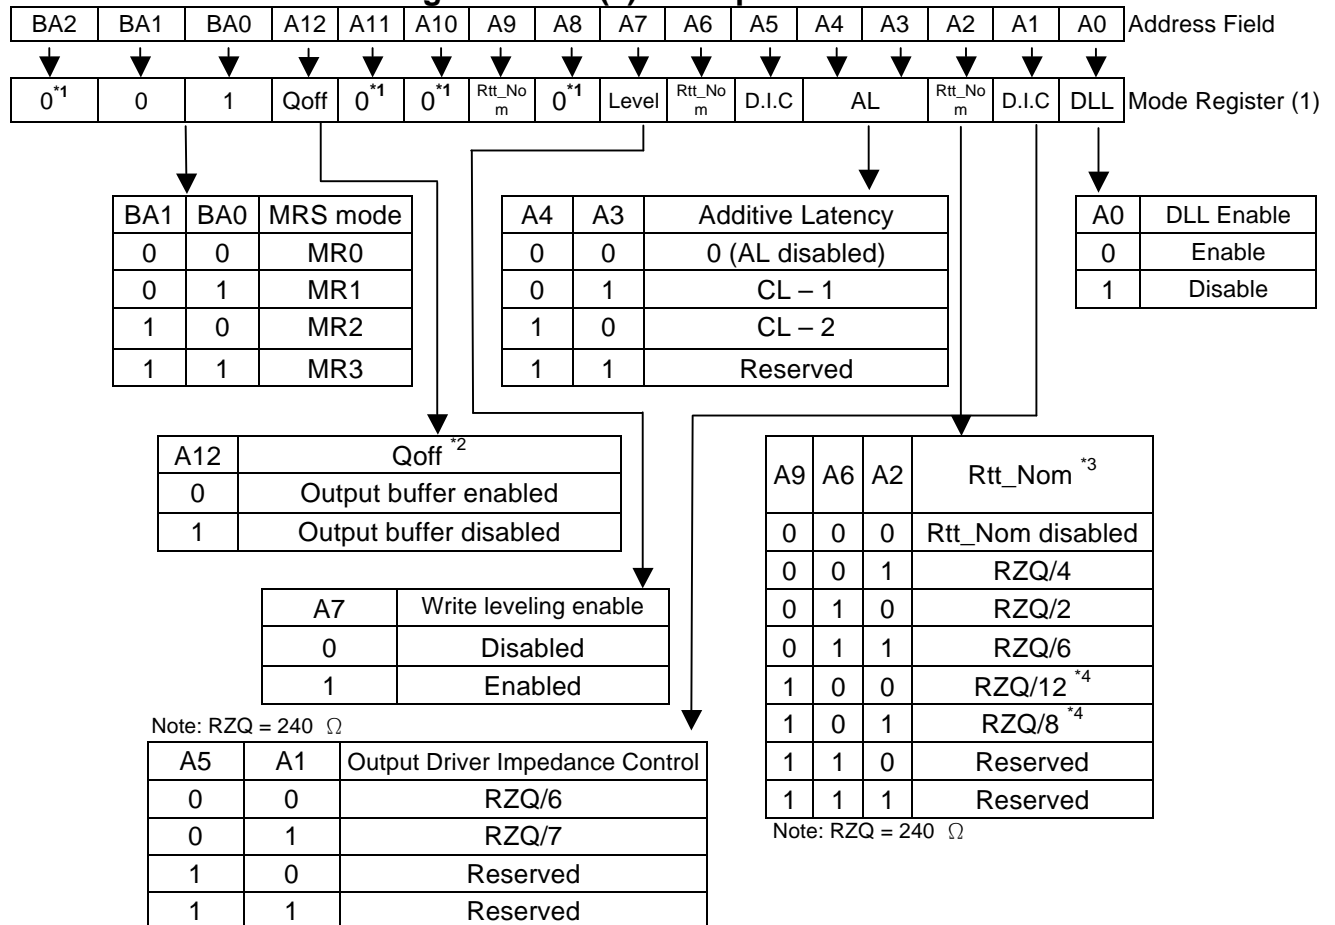 BA2 BA1 BA0 A12 A11 A10 A9 A8 A7 A6 A5 A4 A3 A2 A1 A0 Address Field
0*1 0 1 Qoff 0*1 0*1 Rtt_No m 0*1 Level Rtt_No m D.I.C AL Rtt_No m D.I.C DLL Mode Register (1)
BA1 BA0 MRS mode
0 0 MR0
0 1 MR1
1 0 MR2
1 1 MR3
A4 A3 Additive Latency
0 0 0 (AL disabled)
0 1 CL – 1
1 0 CL – 2
1 1 Reserved
A0 DLL Enable
0 Enable
1 Disable
A12 Qoff *2
0 Output buffer enabled
1 Output buffer disabled
A7 Write leveling enable
0 Disabled
1 Enabled
A9 A6 A2 Rtt_Nom *3
0 0 0 Rtt_Nom disabled
0 0 1 RZQ/4
0 1 0 RZQ/2
0 1 1 RZQ/6
1 0 0 RZQ/12 *4
1 0 1 RZQ/8 *4
1 1 0 Reserved
1 1 1 Reserved
Note: RZQ = 240 Ω
Note: RZQ = 240 Ω
A5 A1 Output Driver Impedance Control
0 0 RZQ/6
0 1 RZQ/7
1 0 Reserved
1 1 Reserved